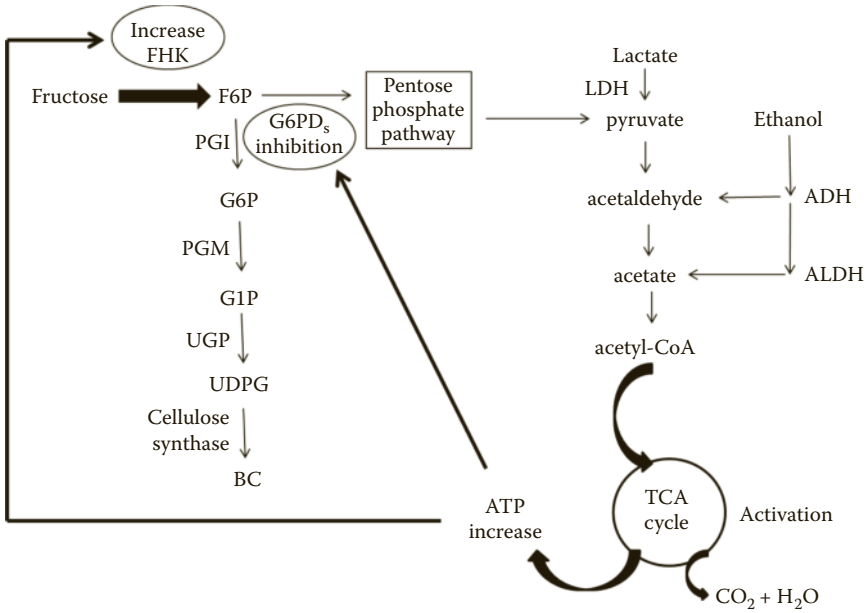 Increase
FHK
Fructose
F6P
Pentose
phosphate
pathway
G6PDₛ
inhibition
PGI
G6P
PGM
G1P
UGP
UDPG
Cellulose
synthase
BC
Lactate
LDH
pyruvate
Ethanol
acetaldehyde
ADH
acetate
ALDH
acetyl-CoA
TCA
cycle
Activation
ATP
increase
CO₂ + H₂O